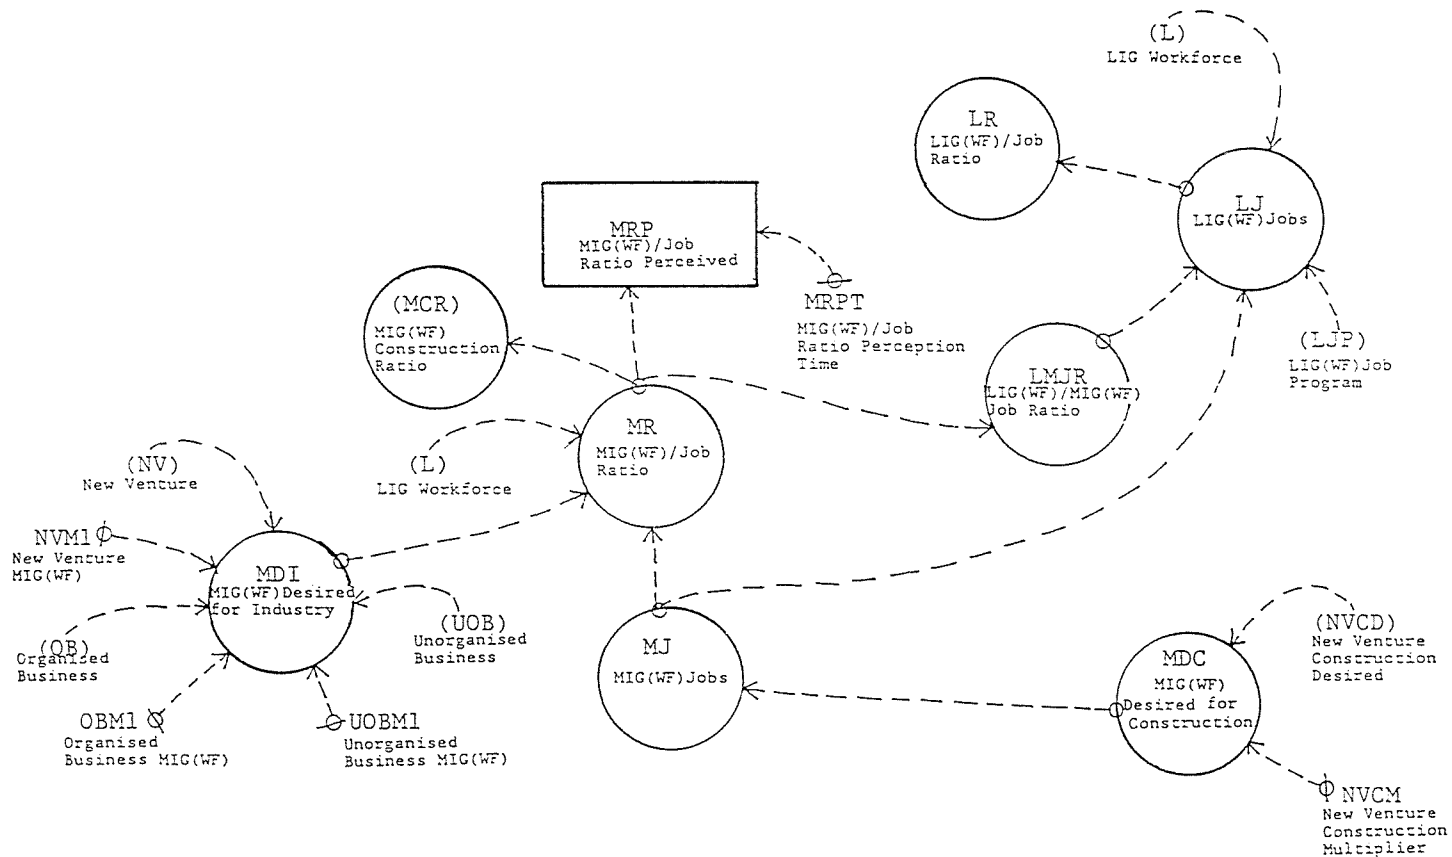 (L)
LIG Workforce
LR
LIG(WF)/Job
Ratio
LJ
LIG(WF)Jobs
MRP
MIG(WF)/Job
Ratio Perceived
(MCR)
MIG(WF)
Construction
Ratio
MRPT
MIG(WF)/Job
Ratio Perception
Time
(LJP)
LIG(WF)Job
Program
LMJR
LIG(WF)/MIG(WF)
Job Ratio
MR
MIG(WF)/Job
Ratio
(L)
LIG Workforce
(NV)
New Venture
NVM1
New Venture
MIG(WF)
MDI
MIG(WF)Desired
for Industry
(OB)
Organised
Business
(UOB)
Unorganised
Business
OBM1
Organised
Business MIG(WF)
UOBM1
Unorganised
Business MIG(WF)
MJ
MIG(WF)Jobs
MDC
MIG(WF)
Desired for
Construction
(NVCD)
New Venture
Construction
Desired
NVCM
New Venture
Construction
Multiplier